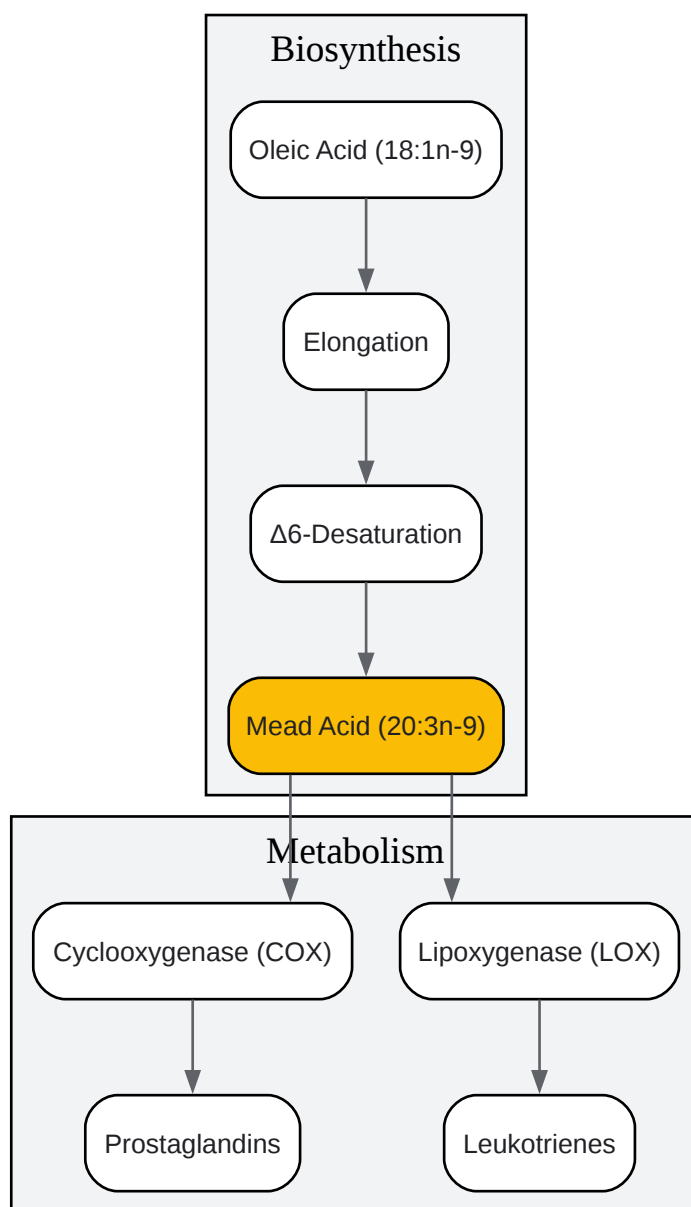 Biosynthesis
Oleic Acid (18:1n-9)
Elongation
Δ6-Desaturation
Mead Acid (20:3n-9)
Metabolism
Cyclooxygenase (COX)
Lipoxygenase (LOX)
Prostaglandins
Leukotrienes